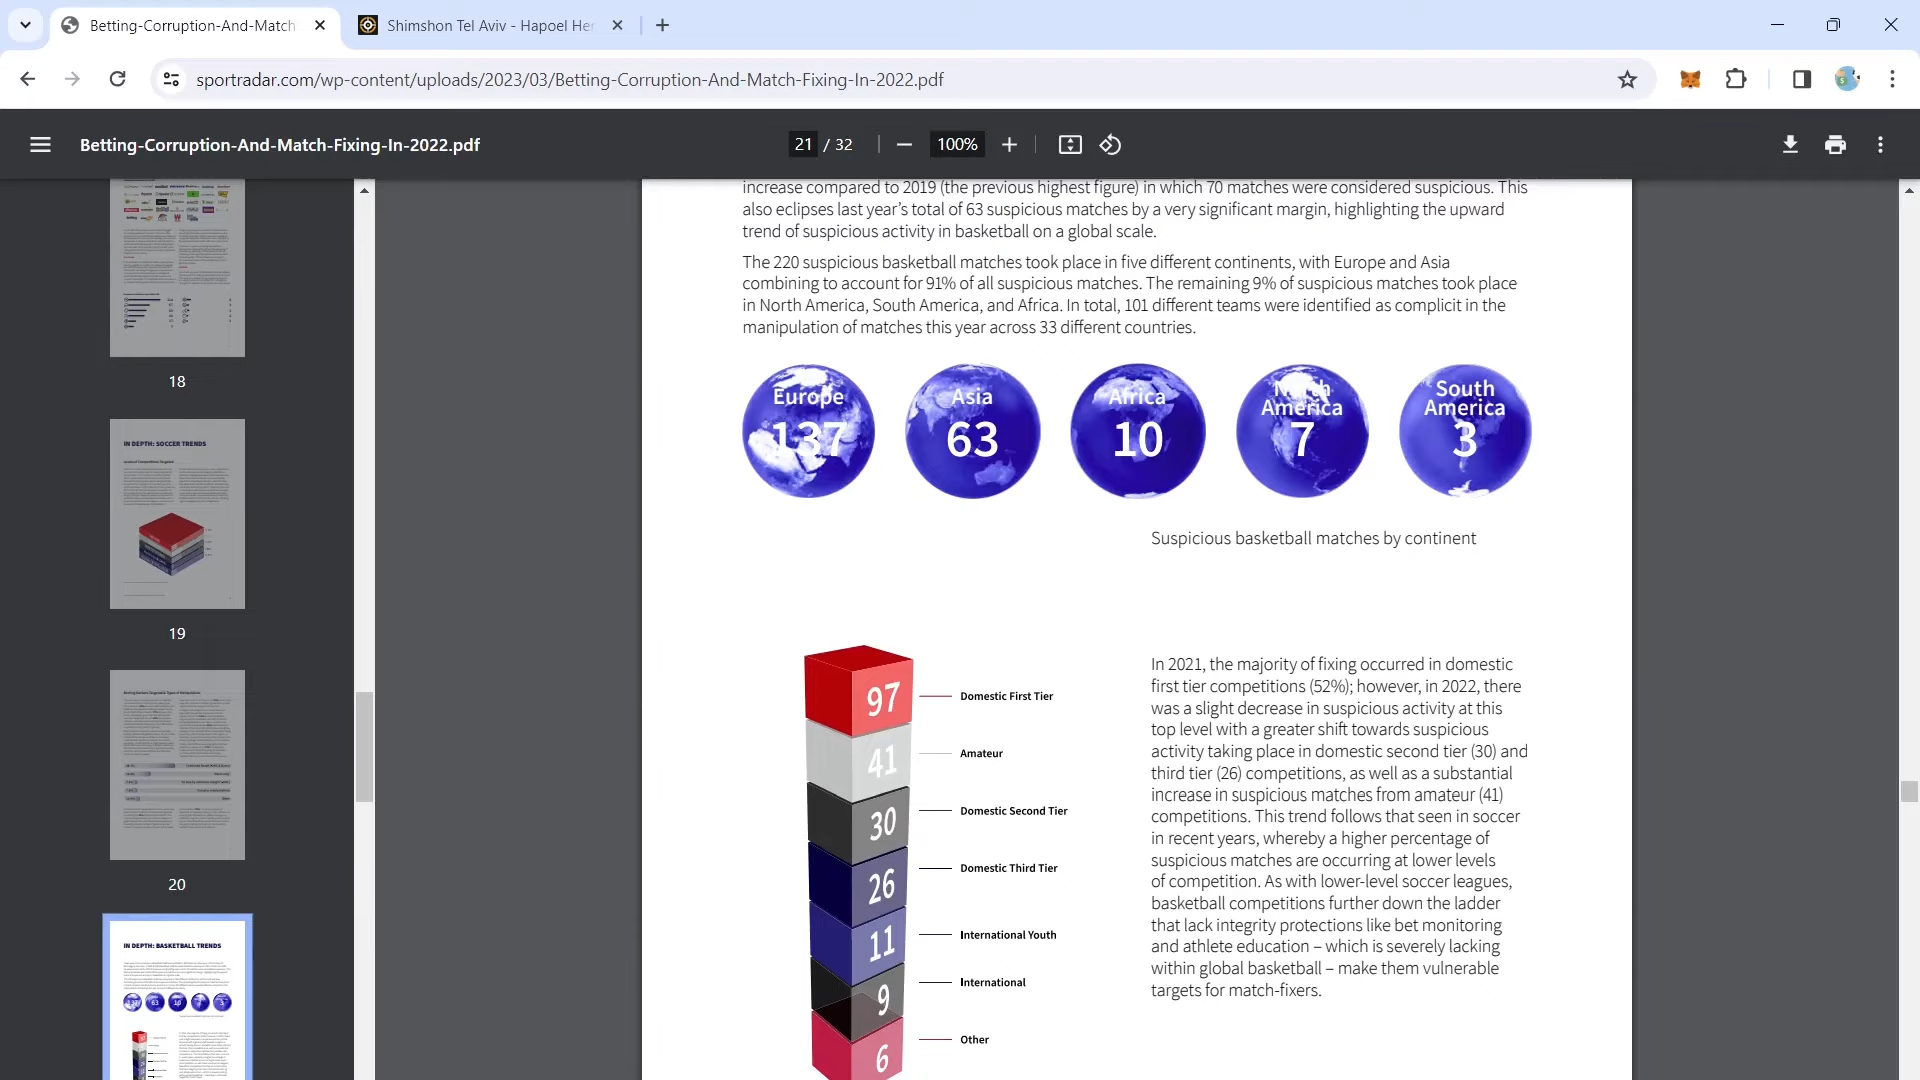 Betting-Corruption-And-Match
Shimshon Tel Aviv - Hapoel Her
sportradar.com/wp-content/uploads/2023/03/Betting-Corruption-And-Match-Fixing-In-2022.pdf
Betting-Corruption-And-Match-Fixing-In-2022.pdf
21 / 32
100%
18
IN DEPTH: SOCCER TRENDS
19
20
IN DEPTH: BASKETBALL TRENDS
increase compared to 2019 (the previous highest figure) in which 70 matches were considered suspicious. This
also eclipses last year's total of 63 suspicious matches by a very significant margin, highlighting the upward
trend of suspicious activity in basketball on a global scale.
The 220 suspicious basketball matches took place in five different continents, with Europe and Asia
combining to account for 91% of all suspicious matches. The remaining 9% of suspicious matches took place
in North America, South America, and Africa. In total, 101 different teams were identified as complicit in the
manipulation of matches this year across 33 different countries.
Europe
137
Asia
63
Africa
10
North
America
7
South
America
3
Suspicious basketball matches by continent
97
Domestic First Tier
41
Amateur
30
Domestic Second Tier
26
Domestic Third Tier
11
International Youth
9
International
6
Other
In 2021, the majority of fixing occurred in domestic
first tier competitions (52%); however, in 2022, there
was a slight decrease in suspicious activity at this
top level with a greater shift towards suspicious
activity taking place in domestic second tier (30) and
third tier (26) competitions, as well as a substantial
increase in suspicious matches from amateur (41)
competitions. This trend follows that seen in soccer
in recent years, whereby a higher percentage of
suspicious matches are occurring at lower levels
of competition. As with lower-level soccer leagues,
basketball competitions further down the ladder
that lack integrity protections like bet monitoring
and athlete education – which is severely lacking
within global basketball – make them vulnerable
targets for match-fixers.